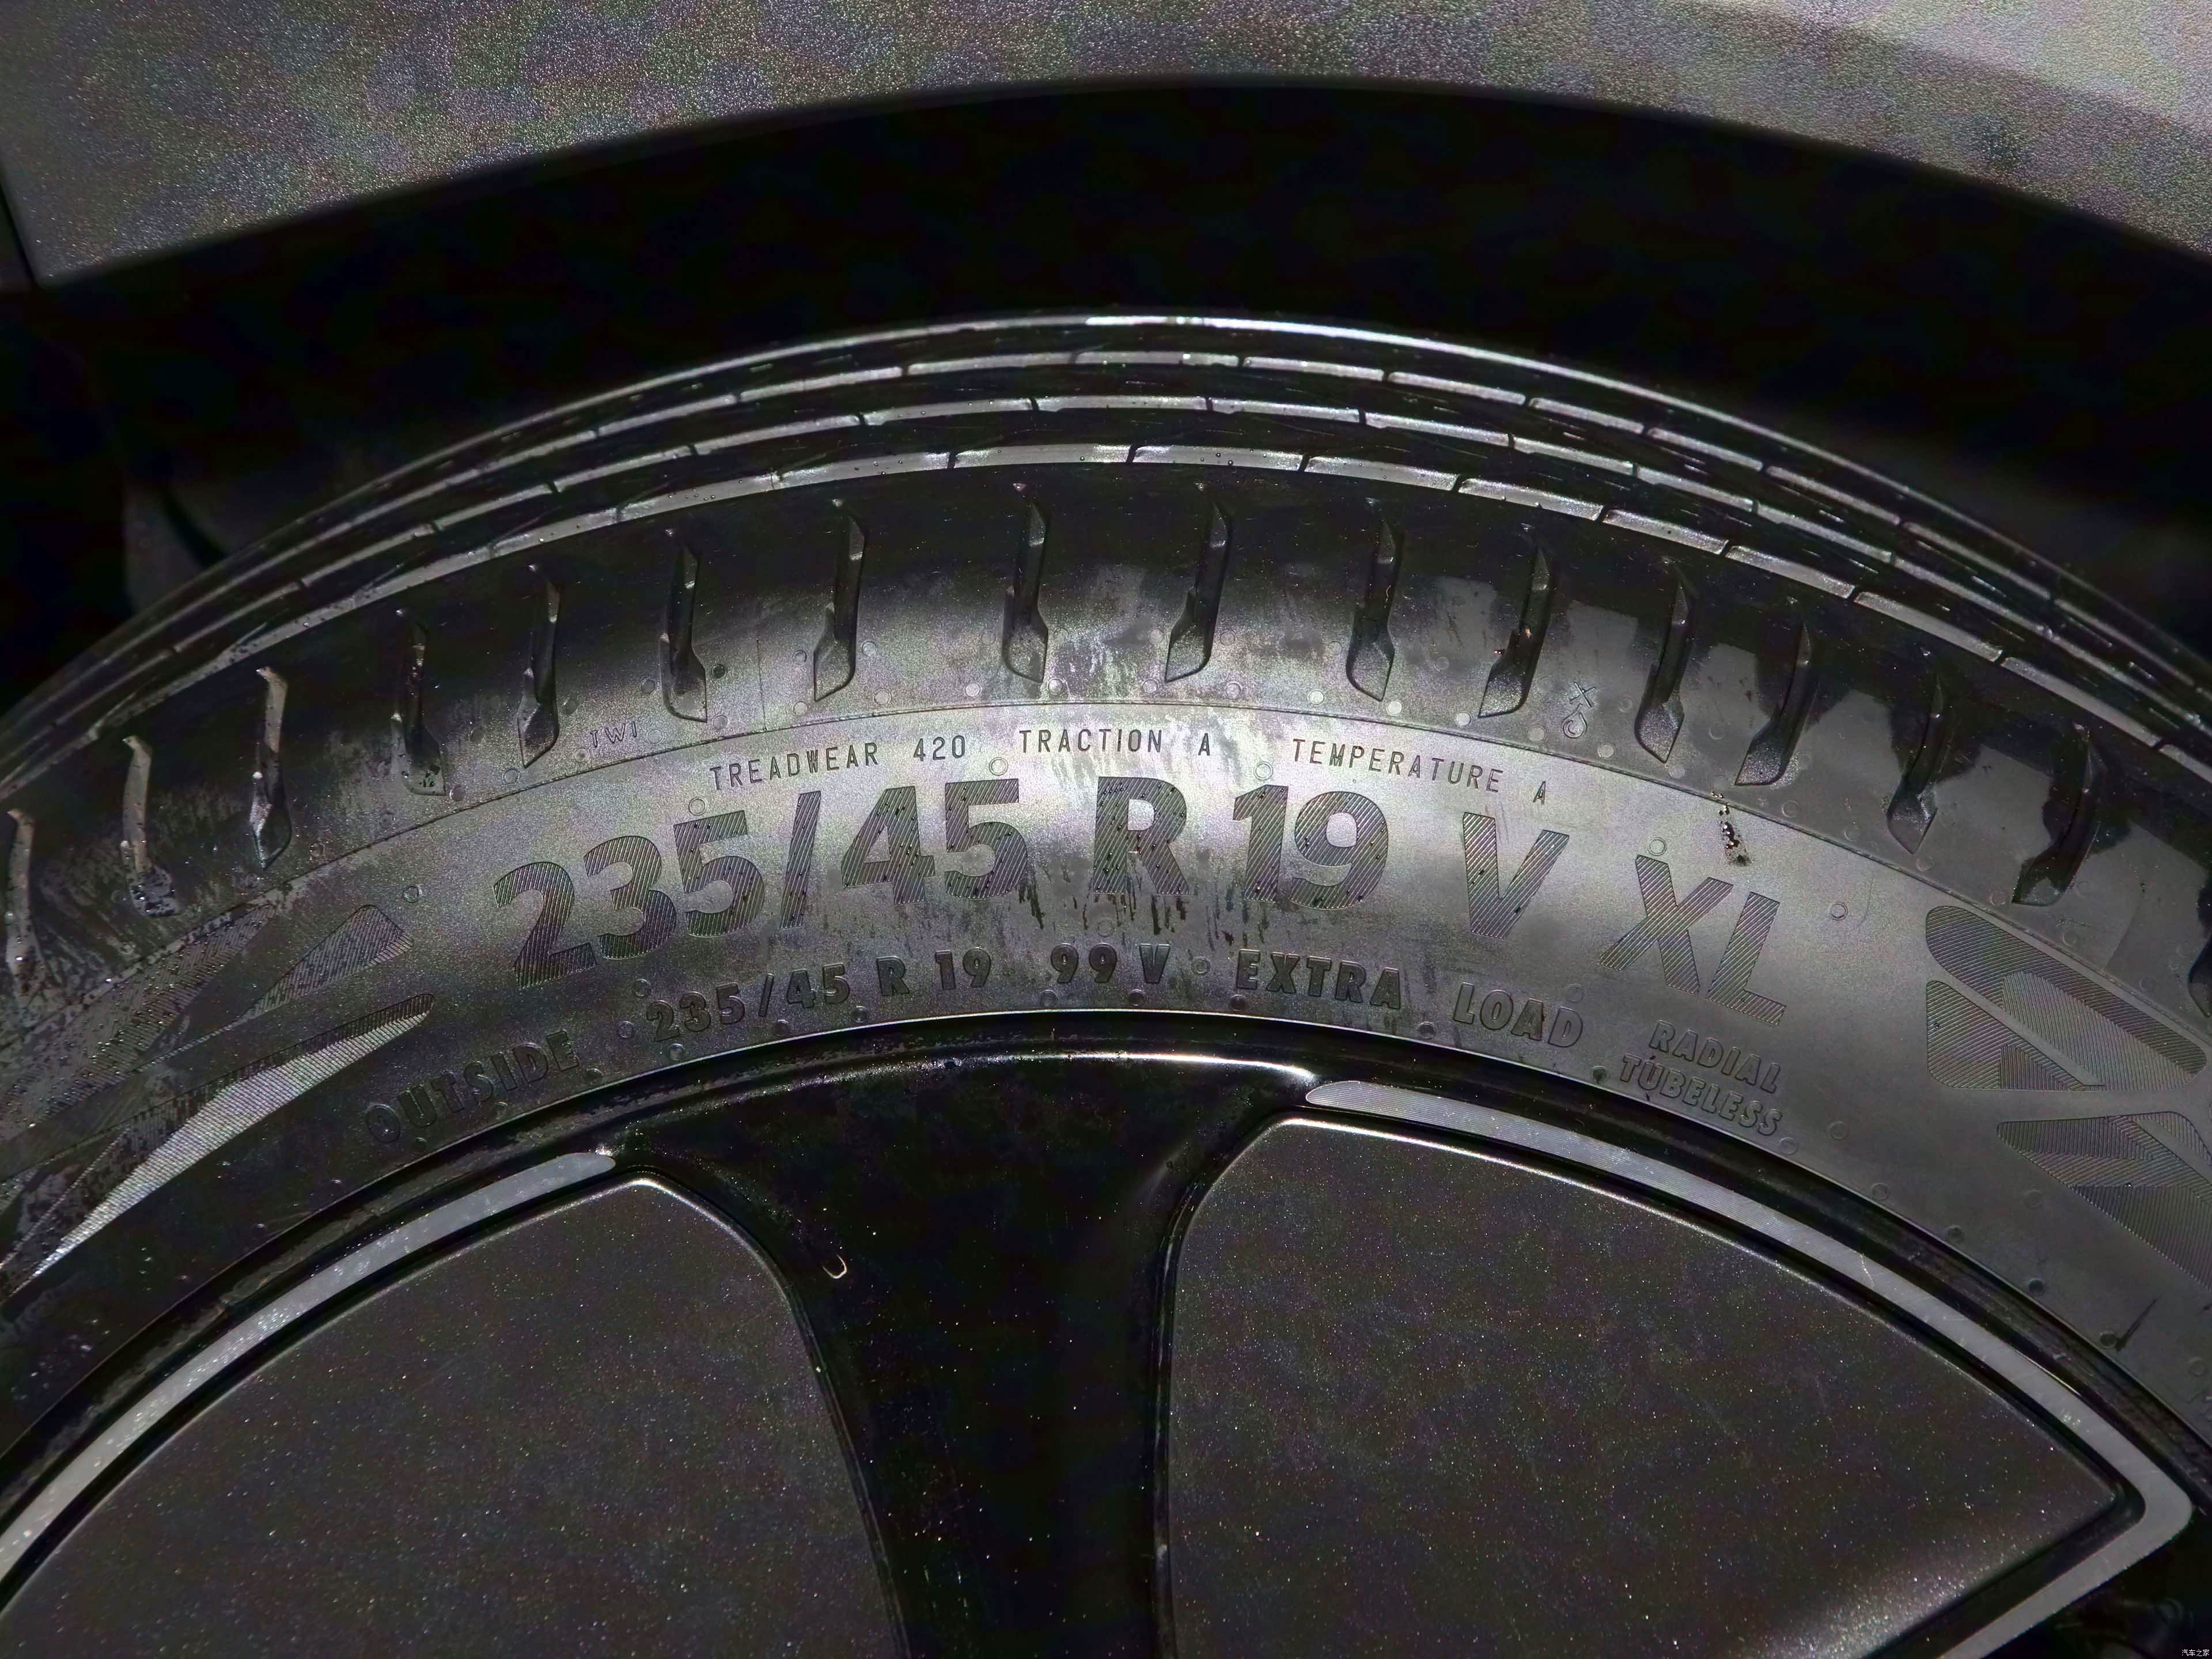 TWI
TREADWEAR 420 TRACTION A TEMPERATURE A
235/45 R 19 V XL
OUTSIDE 235/45 R 19 99 V EXTRA LOAD RADIAL
TUBELESS
汽车之家